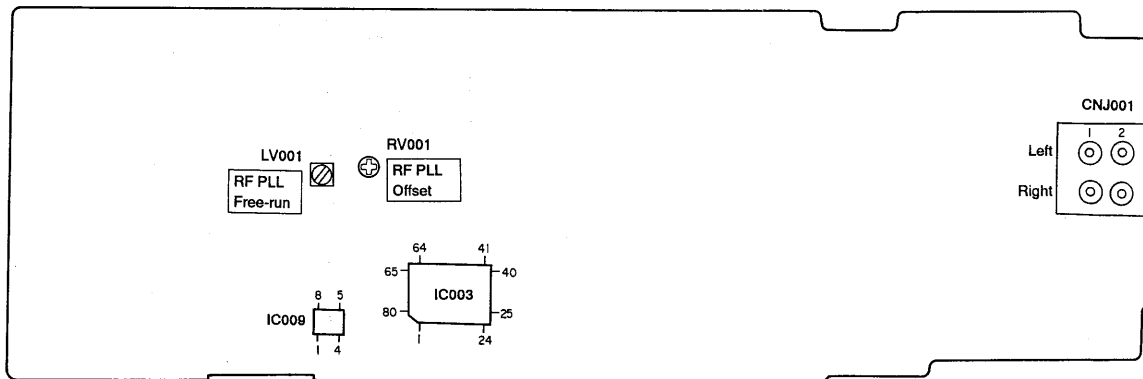 CNJ001
1 2
Left
Right
LV001
RF PLL
Free-run
RV001
RF PLL
Offset
64 41
65 40
IC003
80 25
1 24
8 5
IC009
1 4